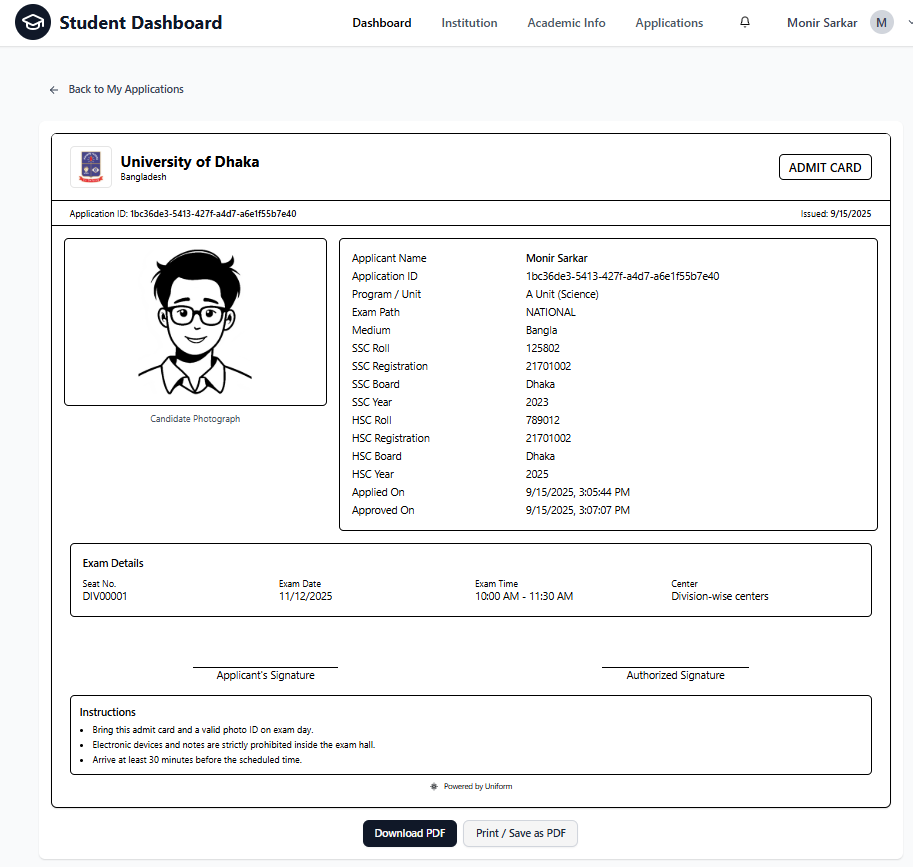 Student Dashboard
Dashboard Institution Academic Info Applications Monir Sarkar M
Back to My Applications
University of Dhaka
Bangladesh
ADMIT CARD
Application ID: 1bc36de3-5413-427f-a4d7-a6e1f55b7e40 Issued: 9/15/2025
Candidate Photograph
Applicant Name Monir Sarkar
Application ID 1bc36de3-5413-427f-a4d7-a6e1f55b7e40
Program / Unit A Unit (Science)
Exam Path NATIONAL
Medium Bangla
SSC Roll 125802
SSC Registration 21701002
SSC Board Dhaka
SSC Year 2023
HSC Roll 789012
HSC Registration 21701002
HSC Board Dhaka
HSC Year 2025
Applied On 9/15/2025, 3:05:44 PM
Approved On 9/15/2025, 3:07:07 PM
Exam Details
Seat No. Exam Date Exam Time Center
DIV00001 11/12/2025 10:00 AM - 11:30 AM Division-wise centers
Applicant's Signature Authorized Signature
Instructions
• Bring this admit card and a valid photo ID on exam day.
• Electronic devices and notes are strictly prohibited inside the exam hall.
• Arrive at least 30 minutes before the scheduled time.
Powered by Uniform
Download PDF Print / Save as PDF